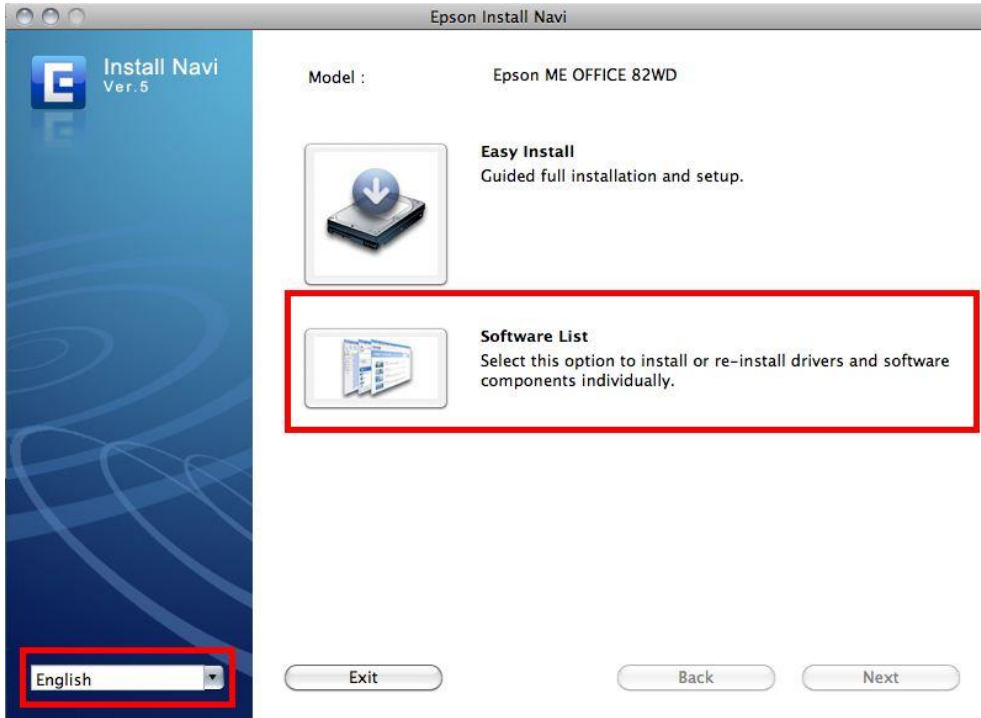 Epson Install Navi
Install Navi
Ver.5
Model :
Epson ME OFFICE 82WD
Easy Install
Guided full installation and setup.
Software List
Select this option to install or re-install drivers and software
components individually.
English
Exit
Back
Next